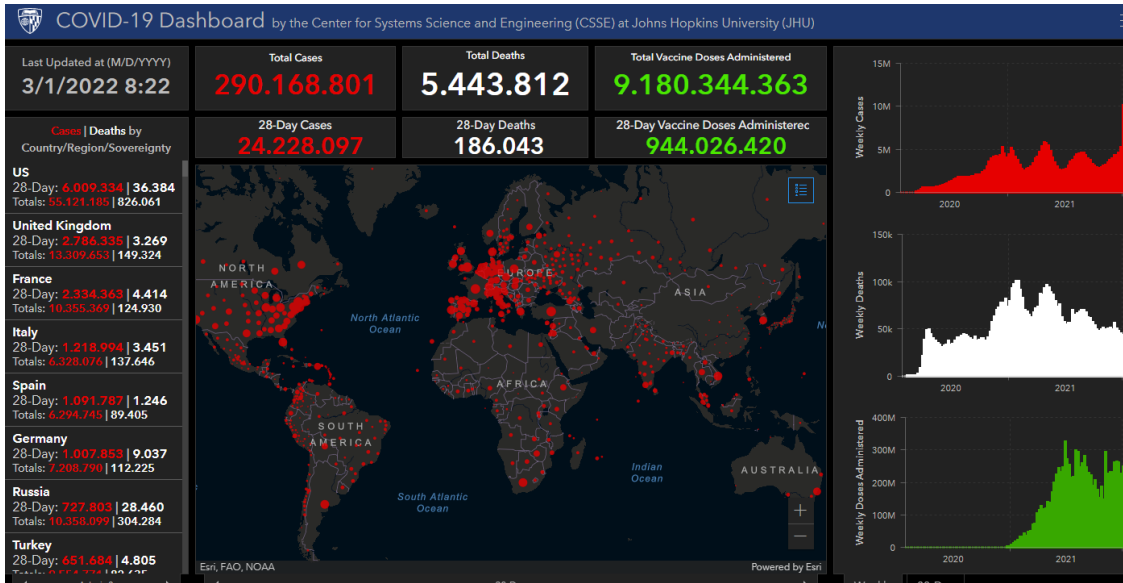 COVID-19 Dashboard by the Center for Systems Science and Engineering (CSSE) at Johns Hopkins University (JHU)
Last Updated at (M/D/YYYY)
3/1/2022 8:22
Cases | Deaths by
Country/Region/Sovereignty
US
28-Day: 6.009.334 | 36.384
Totals: 55.121.185 | 826.061
United Kingdom
28-Day: 2.786.335 | 3.269
Totals: 13.309.653 | 149.324
France
28-Day: 2.334.363 | 4.414
Totals: 10.355.369 | 124.930
Italy
28-Day: 1.218.994 | 3.451
Totals: 6.328.076 | 137.646
Spain
28-Day: 1.091.787 | 1.246
Totals: 6.294.745 | 89.405
Germany
28-Day: 1.007.853 | 9.037
Totals: 7.208.790 | 112.225
Russia
28-Day: 727.803 | 28.460
Totals: 10.358.099 | 304.284
Turkey
28-Day: 651.684 | 4.805
Total Cases
290.168.801
Total Deaths
5.443.812
Total Vaccine Doses Administered
9.180.344.363
28-Day Cases
24.228.097
28-Day Deaths
186.043
28-Day Vaccine Doses Administerec
944.026.420
NORTH
AMERICA
EUROPE
ASIA
North Atlantic
Ocean
AFRICA
SOUTH
AMERICA
Indian
Ocean
AUSTRALIA
South Atlantic
Ocean
+
−
Esri, FAO, NOAA
Powered by Esri
Weekly Cases
15M
10M
5M
0
2020
2021
Weekly Deaths
150k
100k
50k
0
2020
2021
Weekly Doses Administered
400M
300M
200M
100M
0
2020
2021